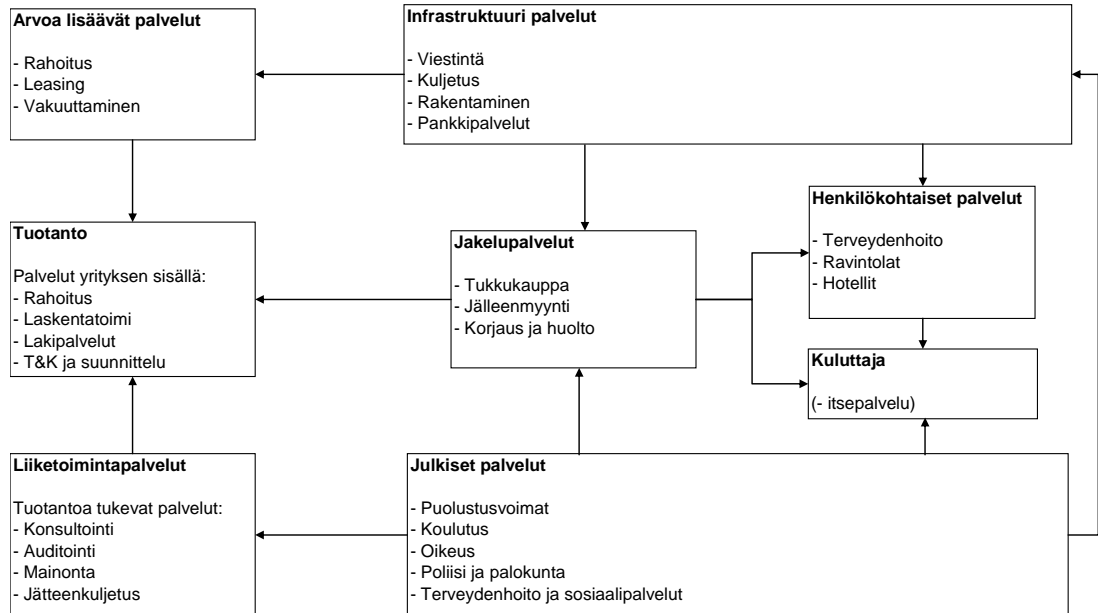 Arvoa lisäävät palvelut
- Rahoitus
- Leasing
- Vakuuttaminen
Infrastruktuuri palvelut
- Viestintä
- Kuljetus
- Rakentaminen
- Pankkipalvelut
Tuotanto
Palvelut yrityksen sisällä:
- Rahoitus
- Laskentatoimi
- Lakipalvelut
- T&K ja suunnittelu
Jakelupalvelut
- Tukkukauppa
- Jälleenmyynti
- Korjaus ja huolto
Henkilökohtaiset palvelut
- Terveydenhoito
- Ravintolat
- Hotellit
Kuluttaja
(- itsepalvelu)
Liiketoimintapalvelut
Tuotantoa tukevat palvelut:
- Konsultointi
- Auditointi
- Mainonta
- Jätteenkuljetus
Julkiset palvelut
- Puolustusvoimat
- Koulutus
- Oikeus
- Poliisi ja palokunta
- Terveydenhoito ja sosiaalipalvelut